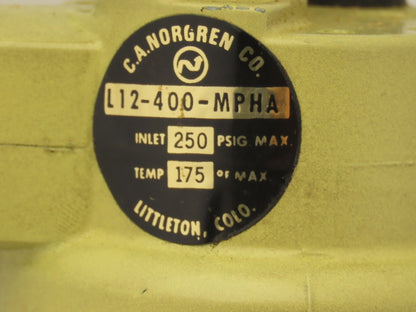 C.A.NORGREN CO.
L12-400-MPHA
INLET 250 PSIG MAX.
TEMP 175 °F MAX
LITTLETON, COLO.